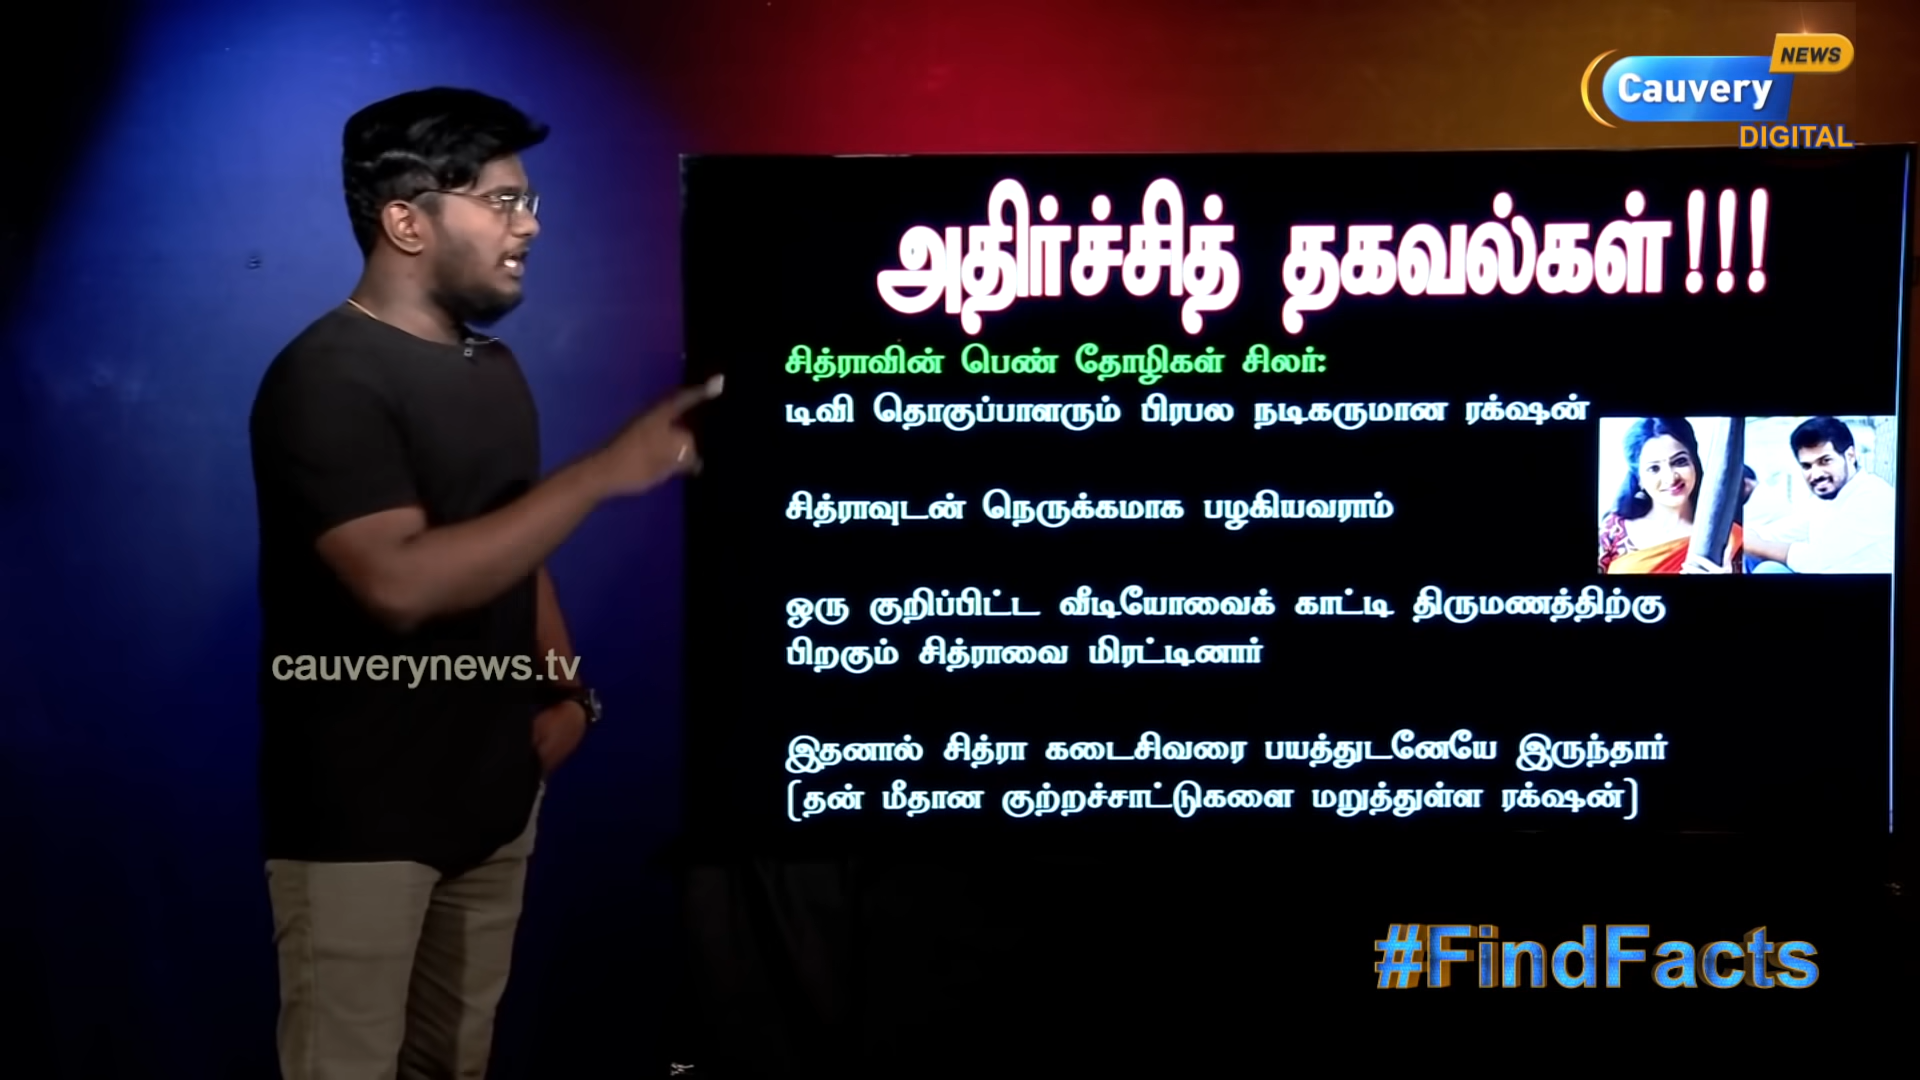 Cauvery
NEWS
DIGITAL
அதிர்ச்சித் தகவல்கள்!!!
சித்ராவின் பெண் தோழிகள் சிலர்:
டிவி தொகுப்பாளரும் பிரபல நடிகருமான ரக்ஷன்
சித்ராவுடன் நெருக்கமாக பழகியவராம்
ஒரு குறிப்பிட்ட வீடியோவைக் காட்டி திருமணத்திற்கு
பிறகும் சித்ராவை மிரட்டினார்
இதனால் சித்ரா கடைசிவரை பயத்துடனேயே இருந்தார்
(தன் மீதான குற்றச்சாட்டுகளை மறுத்துள்ள ரக்ஷன்)
cauverynews.tv
#FindFacts